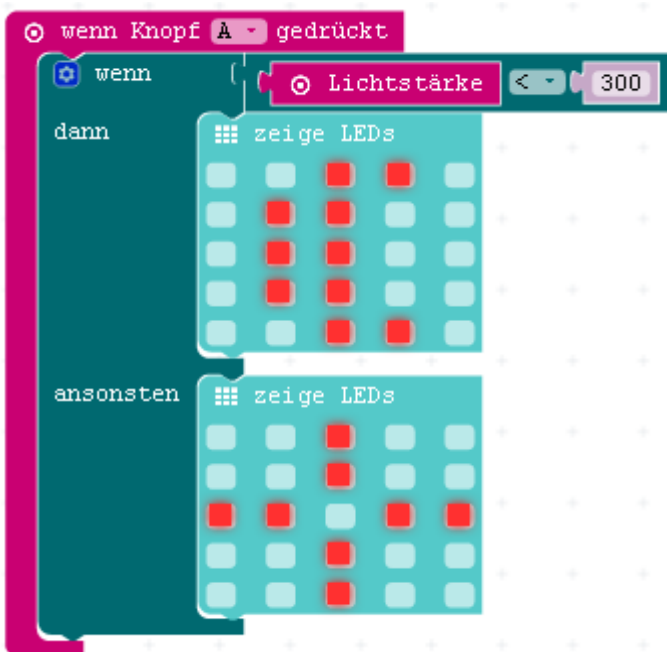 wenn Knopf A gedrückt
wenn Lichtstärke < 300
dann zeige LEDs
ansonsten zeige LEDs